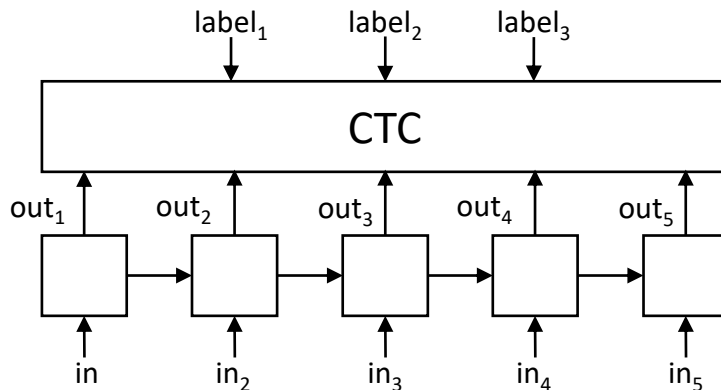 label₁ label₂ label₃
CTC
out₁ out₂ out₃ out₄ out₅
in in₂ in₃ in₄ in₅